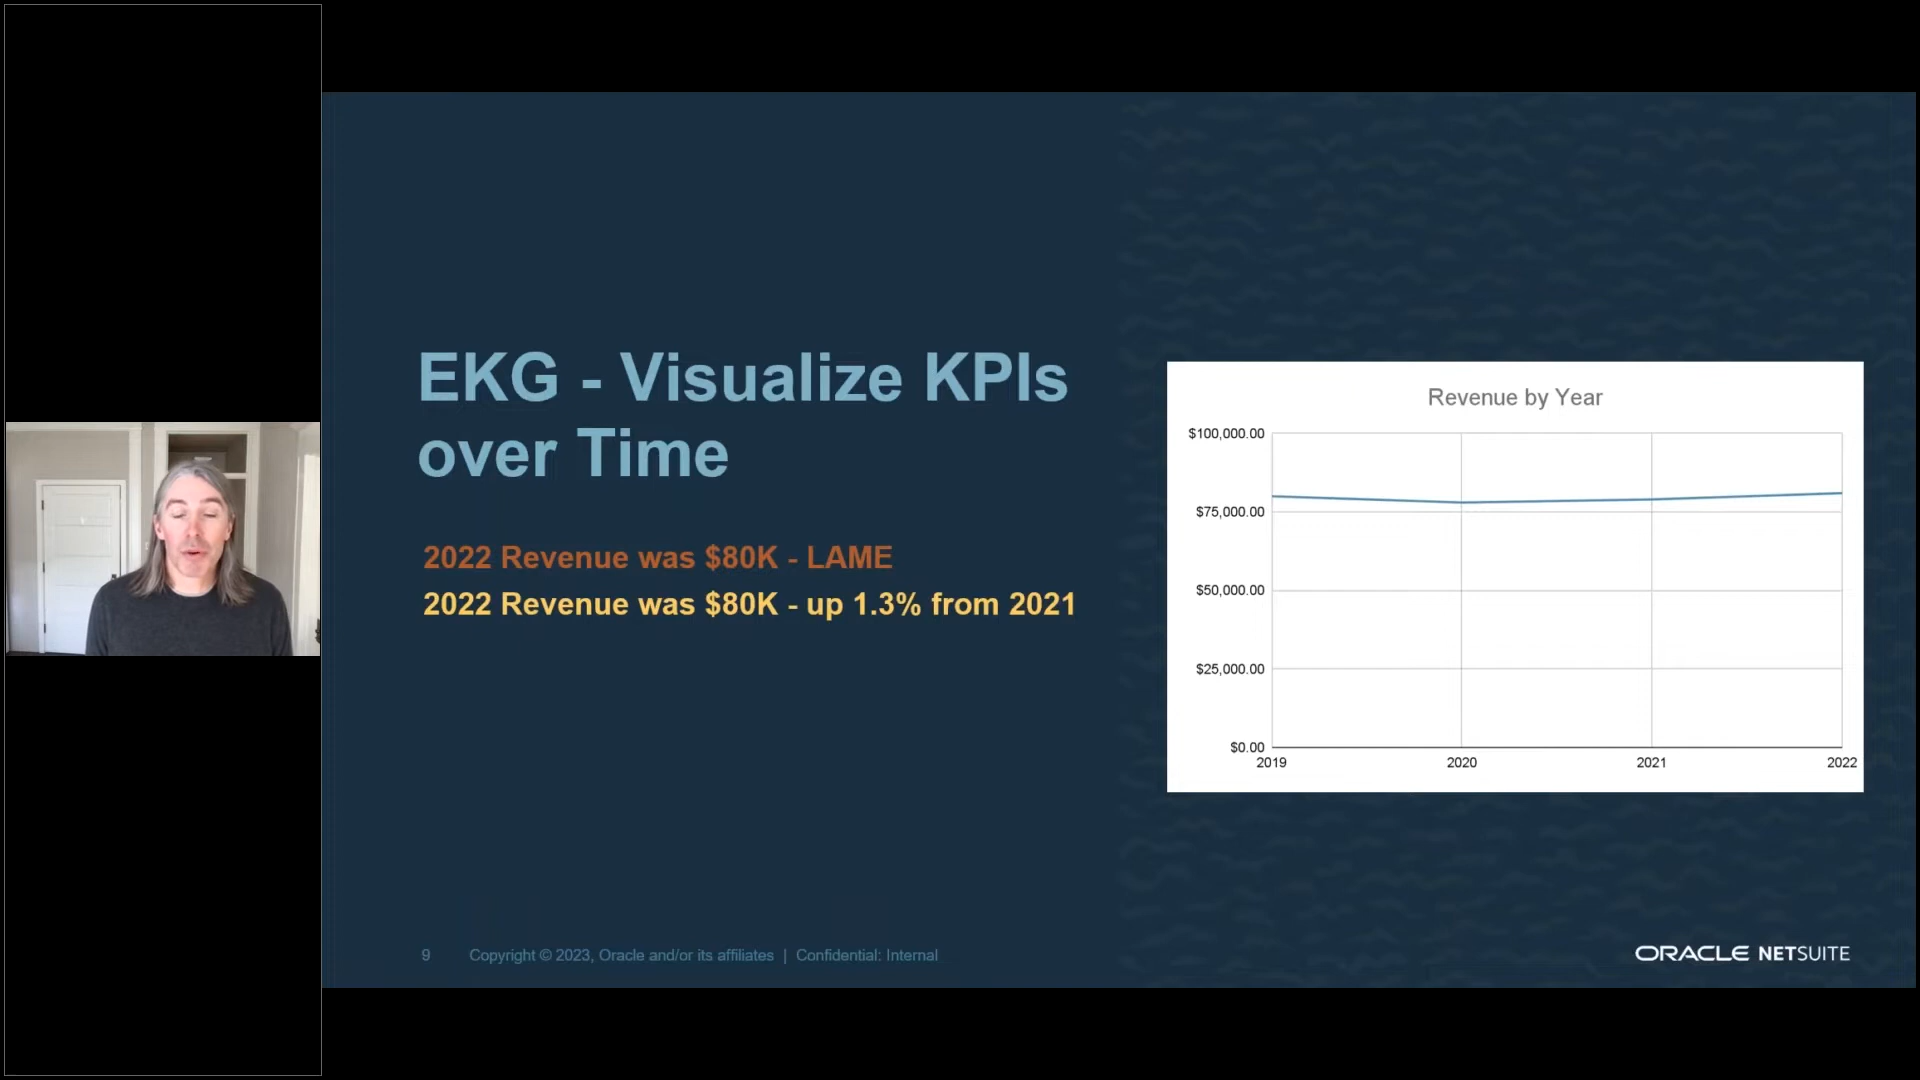 EKG - Visualize KPIs
over Time
2022 Revenue was $80K - LAME
2022 Revenue was $80K - up 1.3% from 2021
Revenue by Year
$100,000.00
$75,000.00
$50,000.00
$25,000.00
$0.00
2019 2020 2021 2022
9 Copyright © 2023, Oracle and/or its affiliates | Confidential: Internal
ORACLE NETSUITE